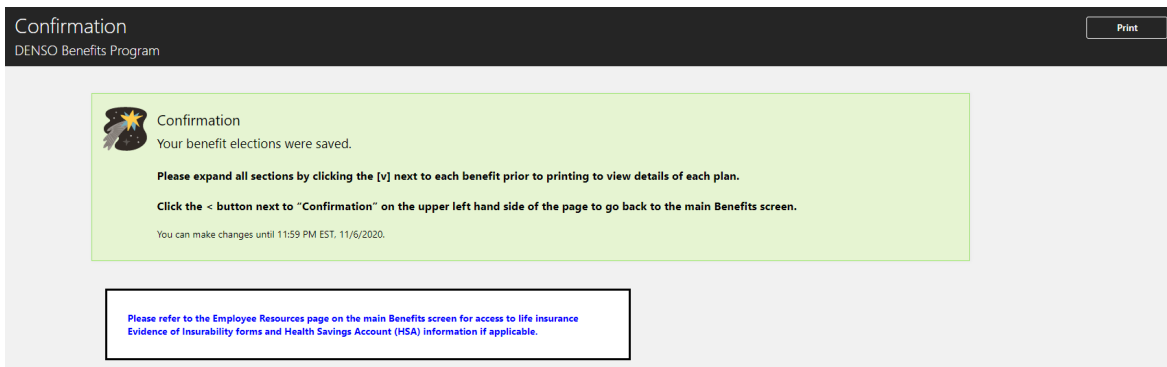 Confirmation
Print
DENSO Benefits Program
Confirmation
Your benefit elections were saved.
Please expand all sections by clicking the [v] next to each benefit prior to printing to view details of each plan.
Click the < button next to “Confirmation” on the upper left hand side of the page to go back to the main Benefits screen.
You can make changes until 11:59 PM EST, 11/6/2020.
Please refer to the Employee Resources page on the main Benefits screen for access to life insurance
Evidence of Insurability forms and Health Savings Account (HSA) information if applicable.